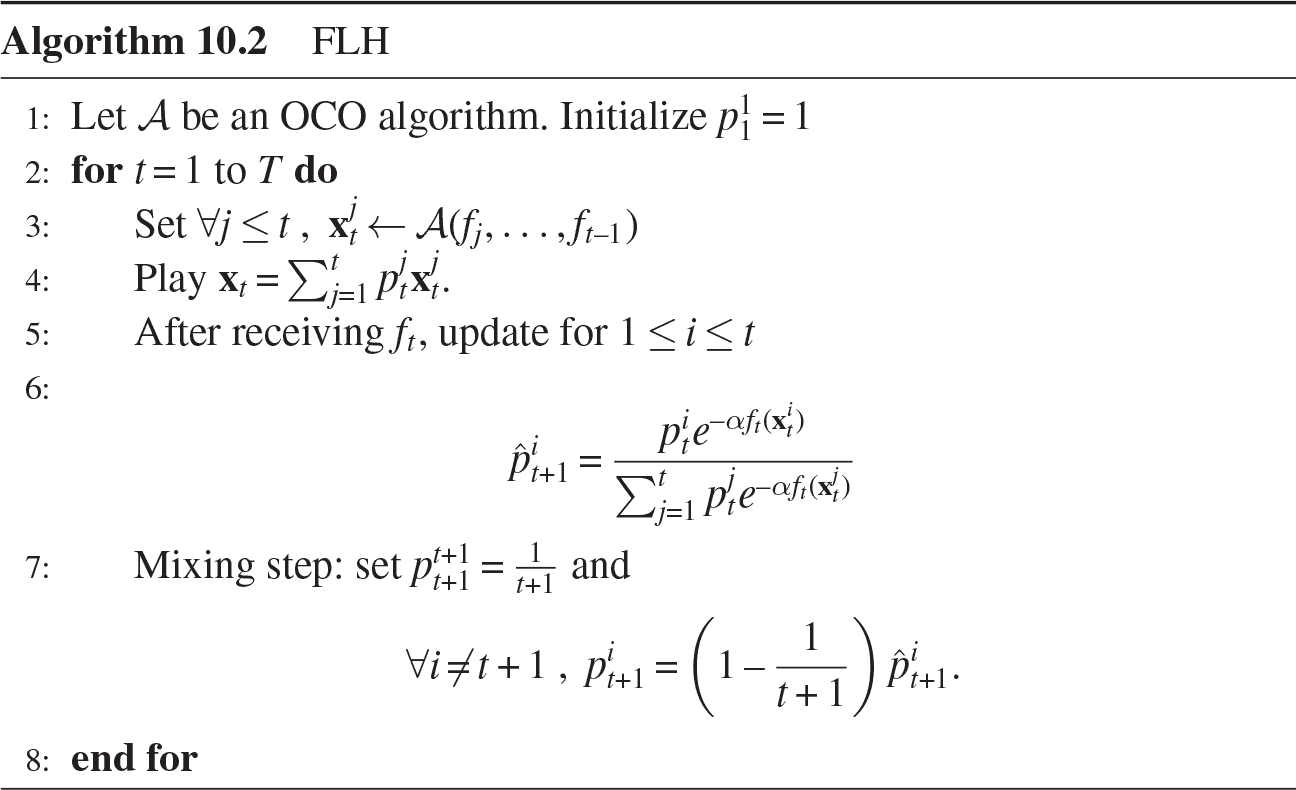 Algorithm 10.2 FLH
1: Let 𝒜 be an OCO algorithm. Initialize p_1^1 = 1
2: for t = 1 to T do
3: Set ∀j ≤ t , x_t^j ← 𝒜(f_j, . . . , f_{t–1})
4: Play x_t = ∑_{j=1}^t p_t^j x_t^j.
5: After receiving f_t, update for 1 ≤ i ≤ t
6:
p̂_{t+1}^i = \frac{p_t^i e^{–αf_t(x_t^i)}}{∑_{j=1}^t p_t^j e^{–αf_t(x_t^j)}}
7: Mixing step: set p_{t+1}^{t+1} = \frac{1}{t+1} and
∀i ≠ t + 1 , p_{t+1}^i = (1 – \frac{1}{t + 1}) p̂_{t+1}^i.
8: end for